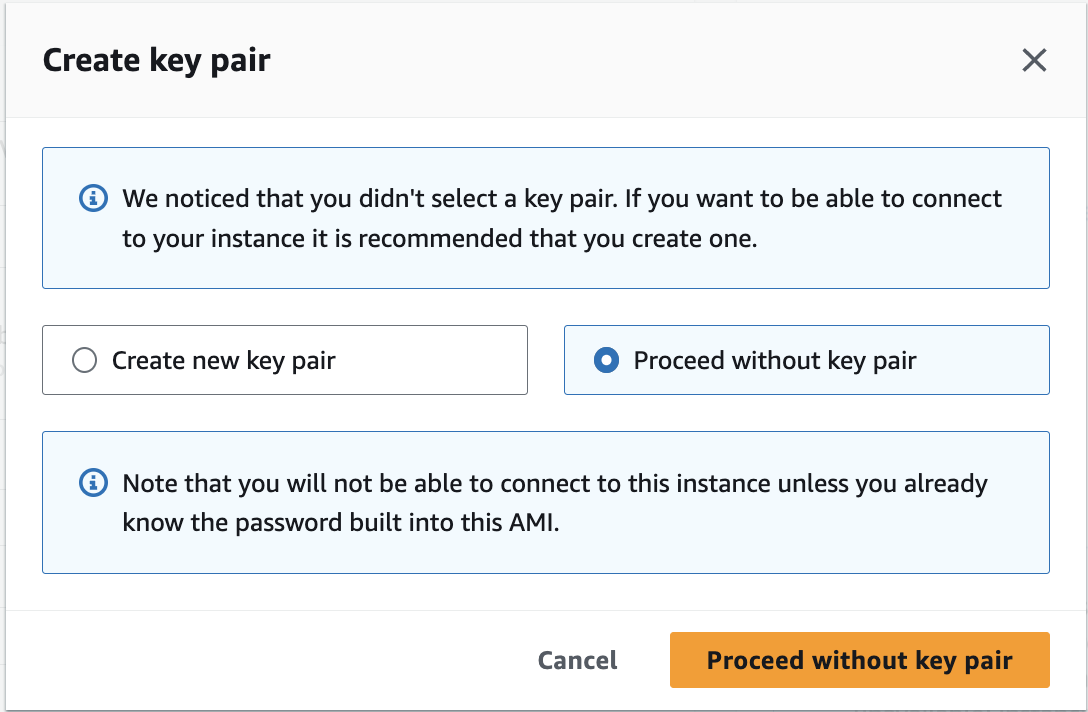 Create key pair
We noticed that you didn't select a key pair. If you want to be able to connect
to your instance it is recommended that you create one.
Create new key pair
Proceed without key pair
Note that you will not be able to connect to this instance unless you already
know the password built into this AMI.
Cancel
Proceed without key pair